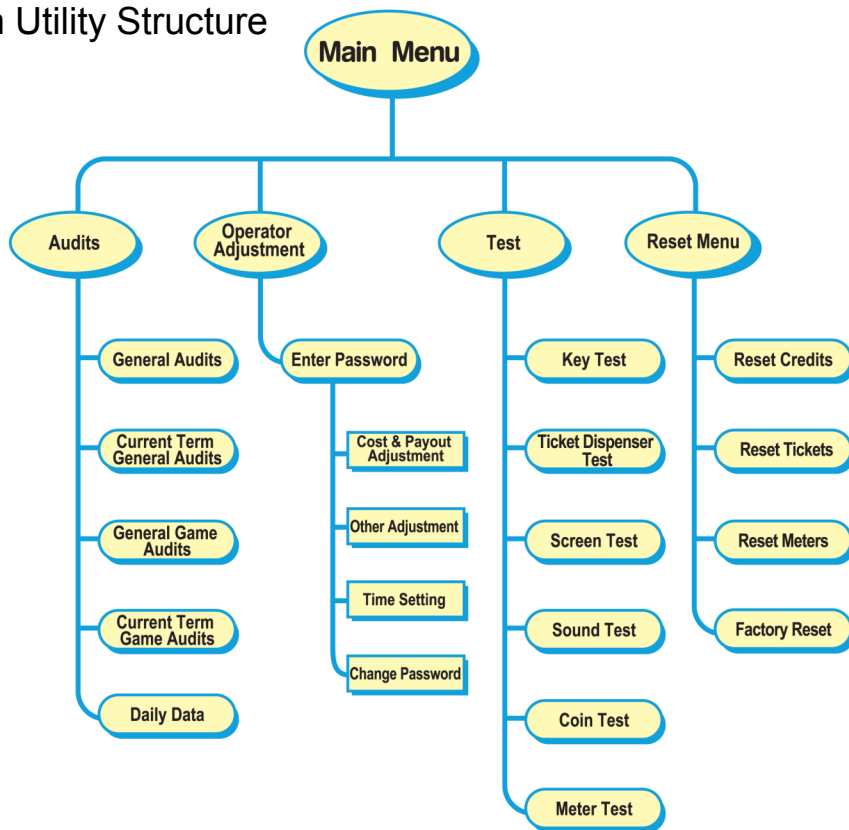 Utility Structure
Main Menu
Audits
Operator
Adjustment
Test
Reset Menu
General Audits
Enter Password
Key Test
Reset Credits
Current Term
General Audits
Cost & Payout
Adjustment
Ticket Dispenser
Test
Reset Tickets
General Game
Audits
Other Adjustment
Screen Test
Reset Meters
Current Term
Game Audits
Time Setting
Sound Test
Factory Reset
Change Password
Daily Data
Coin Test
Meter Test